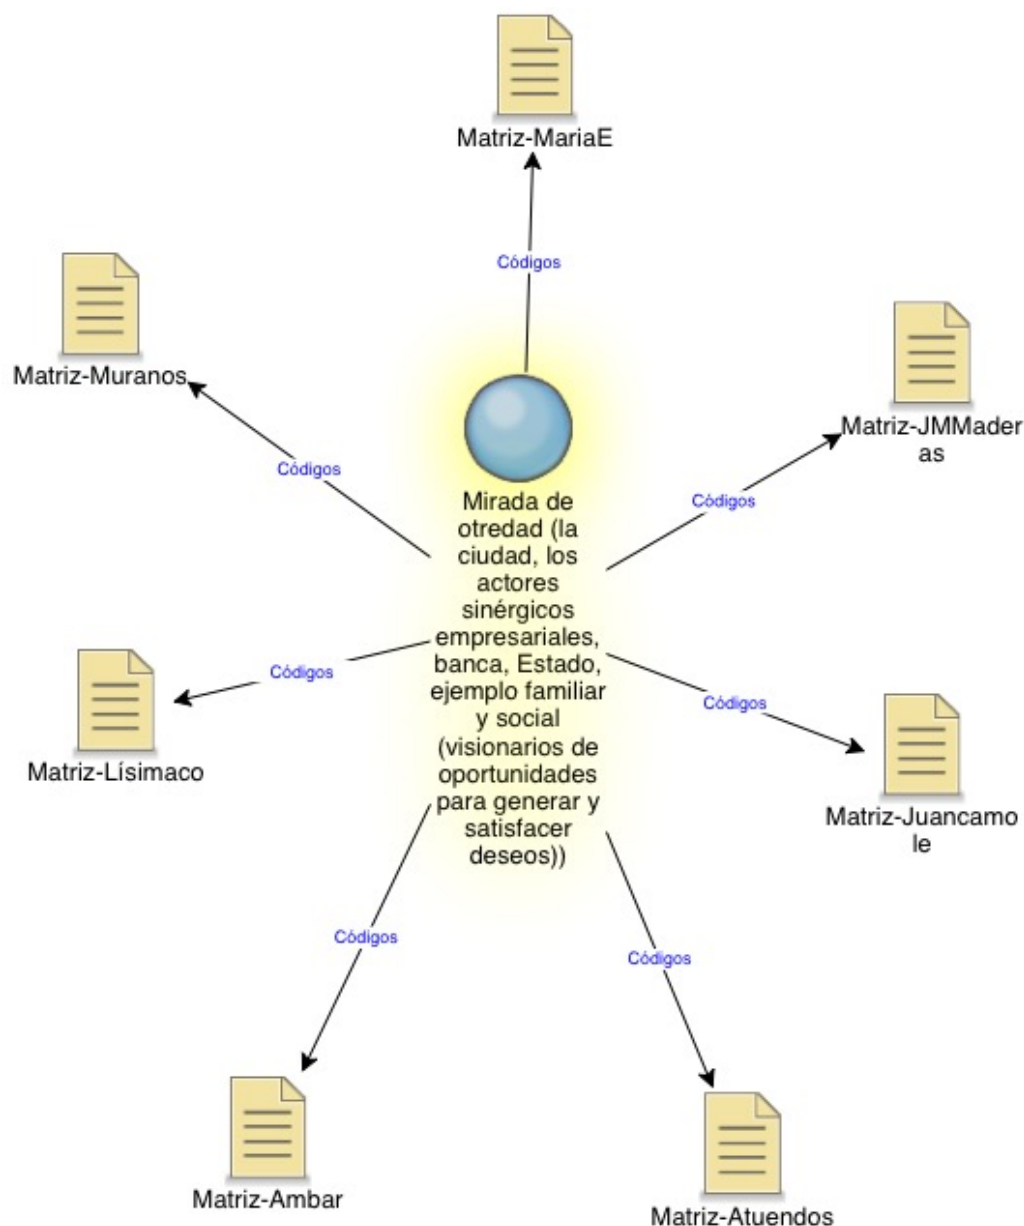 Matriz-MariaE
Códigos
Matriz-Muranos
Matriz-JMMader
as
Códigos
Códigos
Mirada de
otredad (la
ciudad, los
actores
sinérgicos
empresariales,
banca, Estado,
ejemplo familiar
y social
(visionarios de
oportunidades
para generar y
satisfacer
deseos))
Códigos
Códigos
Matriz-Lísimaco
Matriz-Juancamo
le
Códigos
Códigos
Matriz-Ambar
Matriz-Atuendos